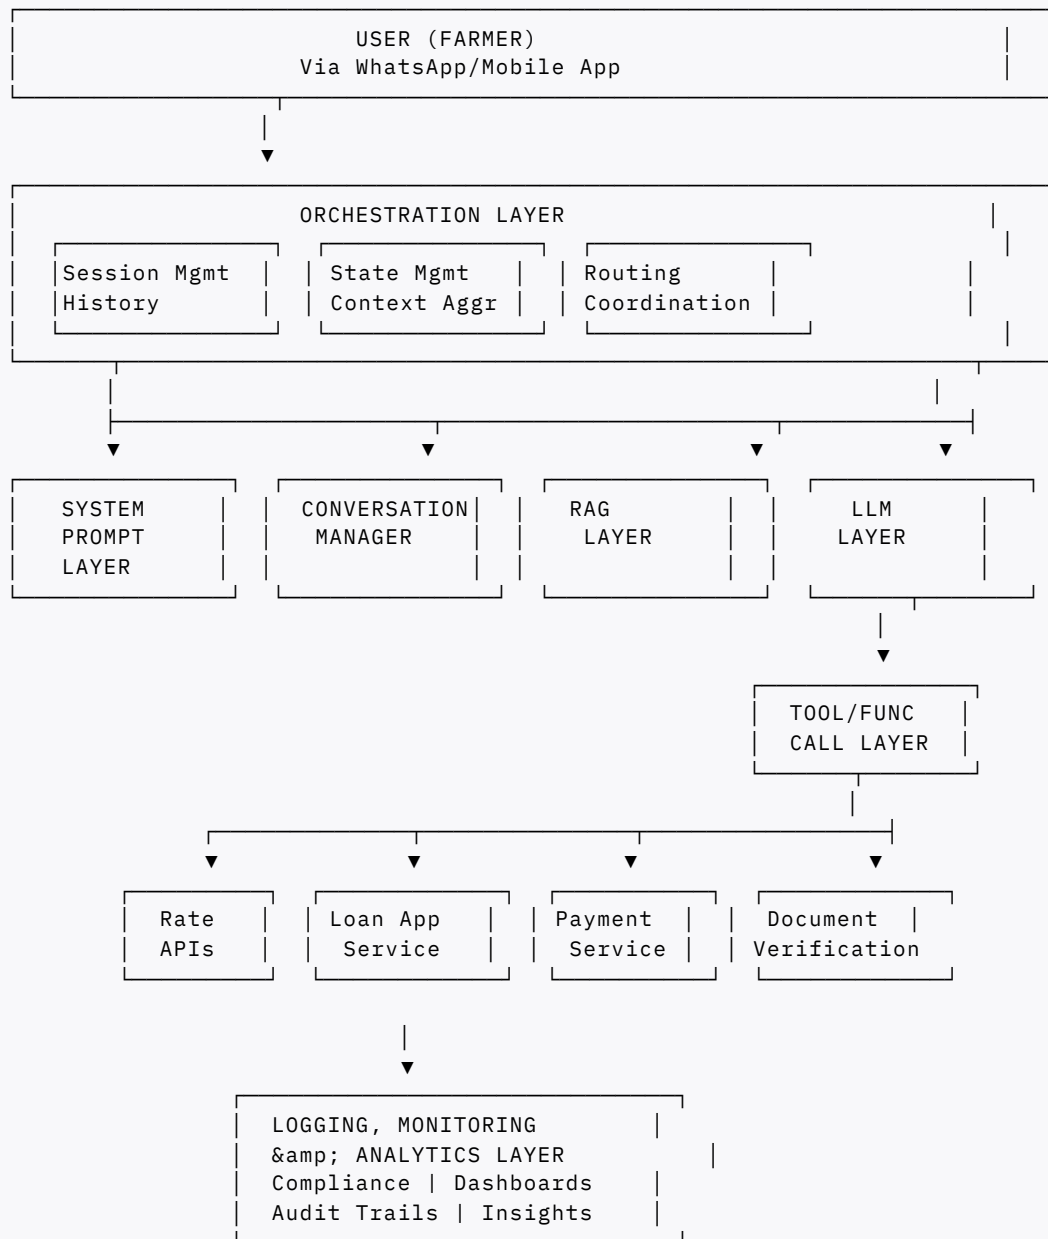 USER (FARMER)
Via WhatsApp/Mobile App
ORCHESTRATION LAYER
Session Mgmt State Mgmt Routing
History Context Aggr Coordination
SYSTEM CONVERSATION RAG LLM
PROMPT MANAGER LAYER LAYER
LAYER
TOOL/FUNC
CALL LAYER
Rate Loan App Payment Document
APIs Service Service Verification
LOGGING, MONITORING
&amp; ANALYTICS LAYER
Compliance | Dashboards
Audit Trails | Insights